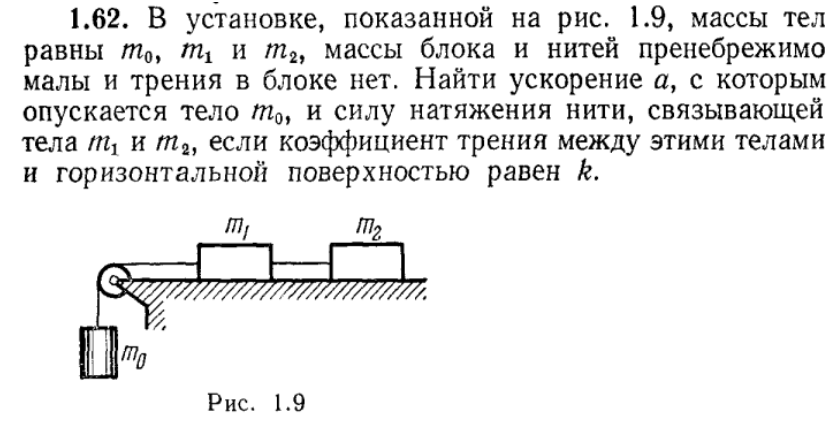 1.62. В установке, показанной на рис. 1.9, массы тел
равны m₀, m₁ и m₂, массы блока и нитей пренебрежимо
малы и трения в блоке нет. Найти ускорение a, с которым
опускается тело m₀, и силу натяжения нити, связывающей
тела m₁ и m₂, если коэффициент трения между этими телами
и горизонтальной поверхностью равен k.
m₁ m₂
m₀
Рис. 1.9